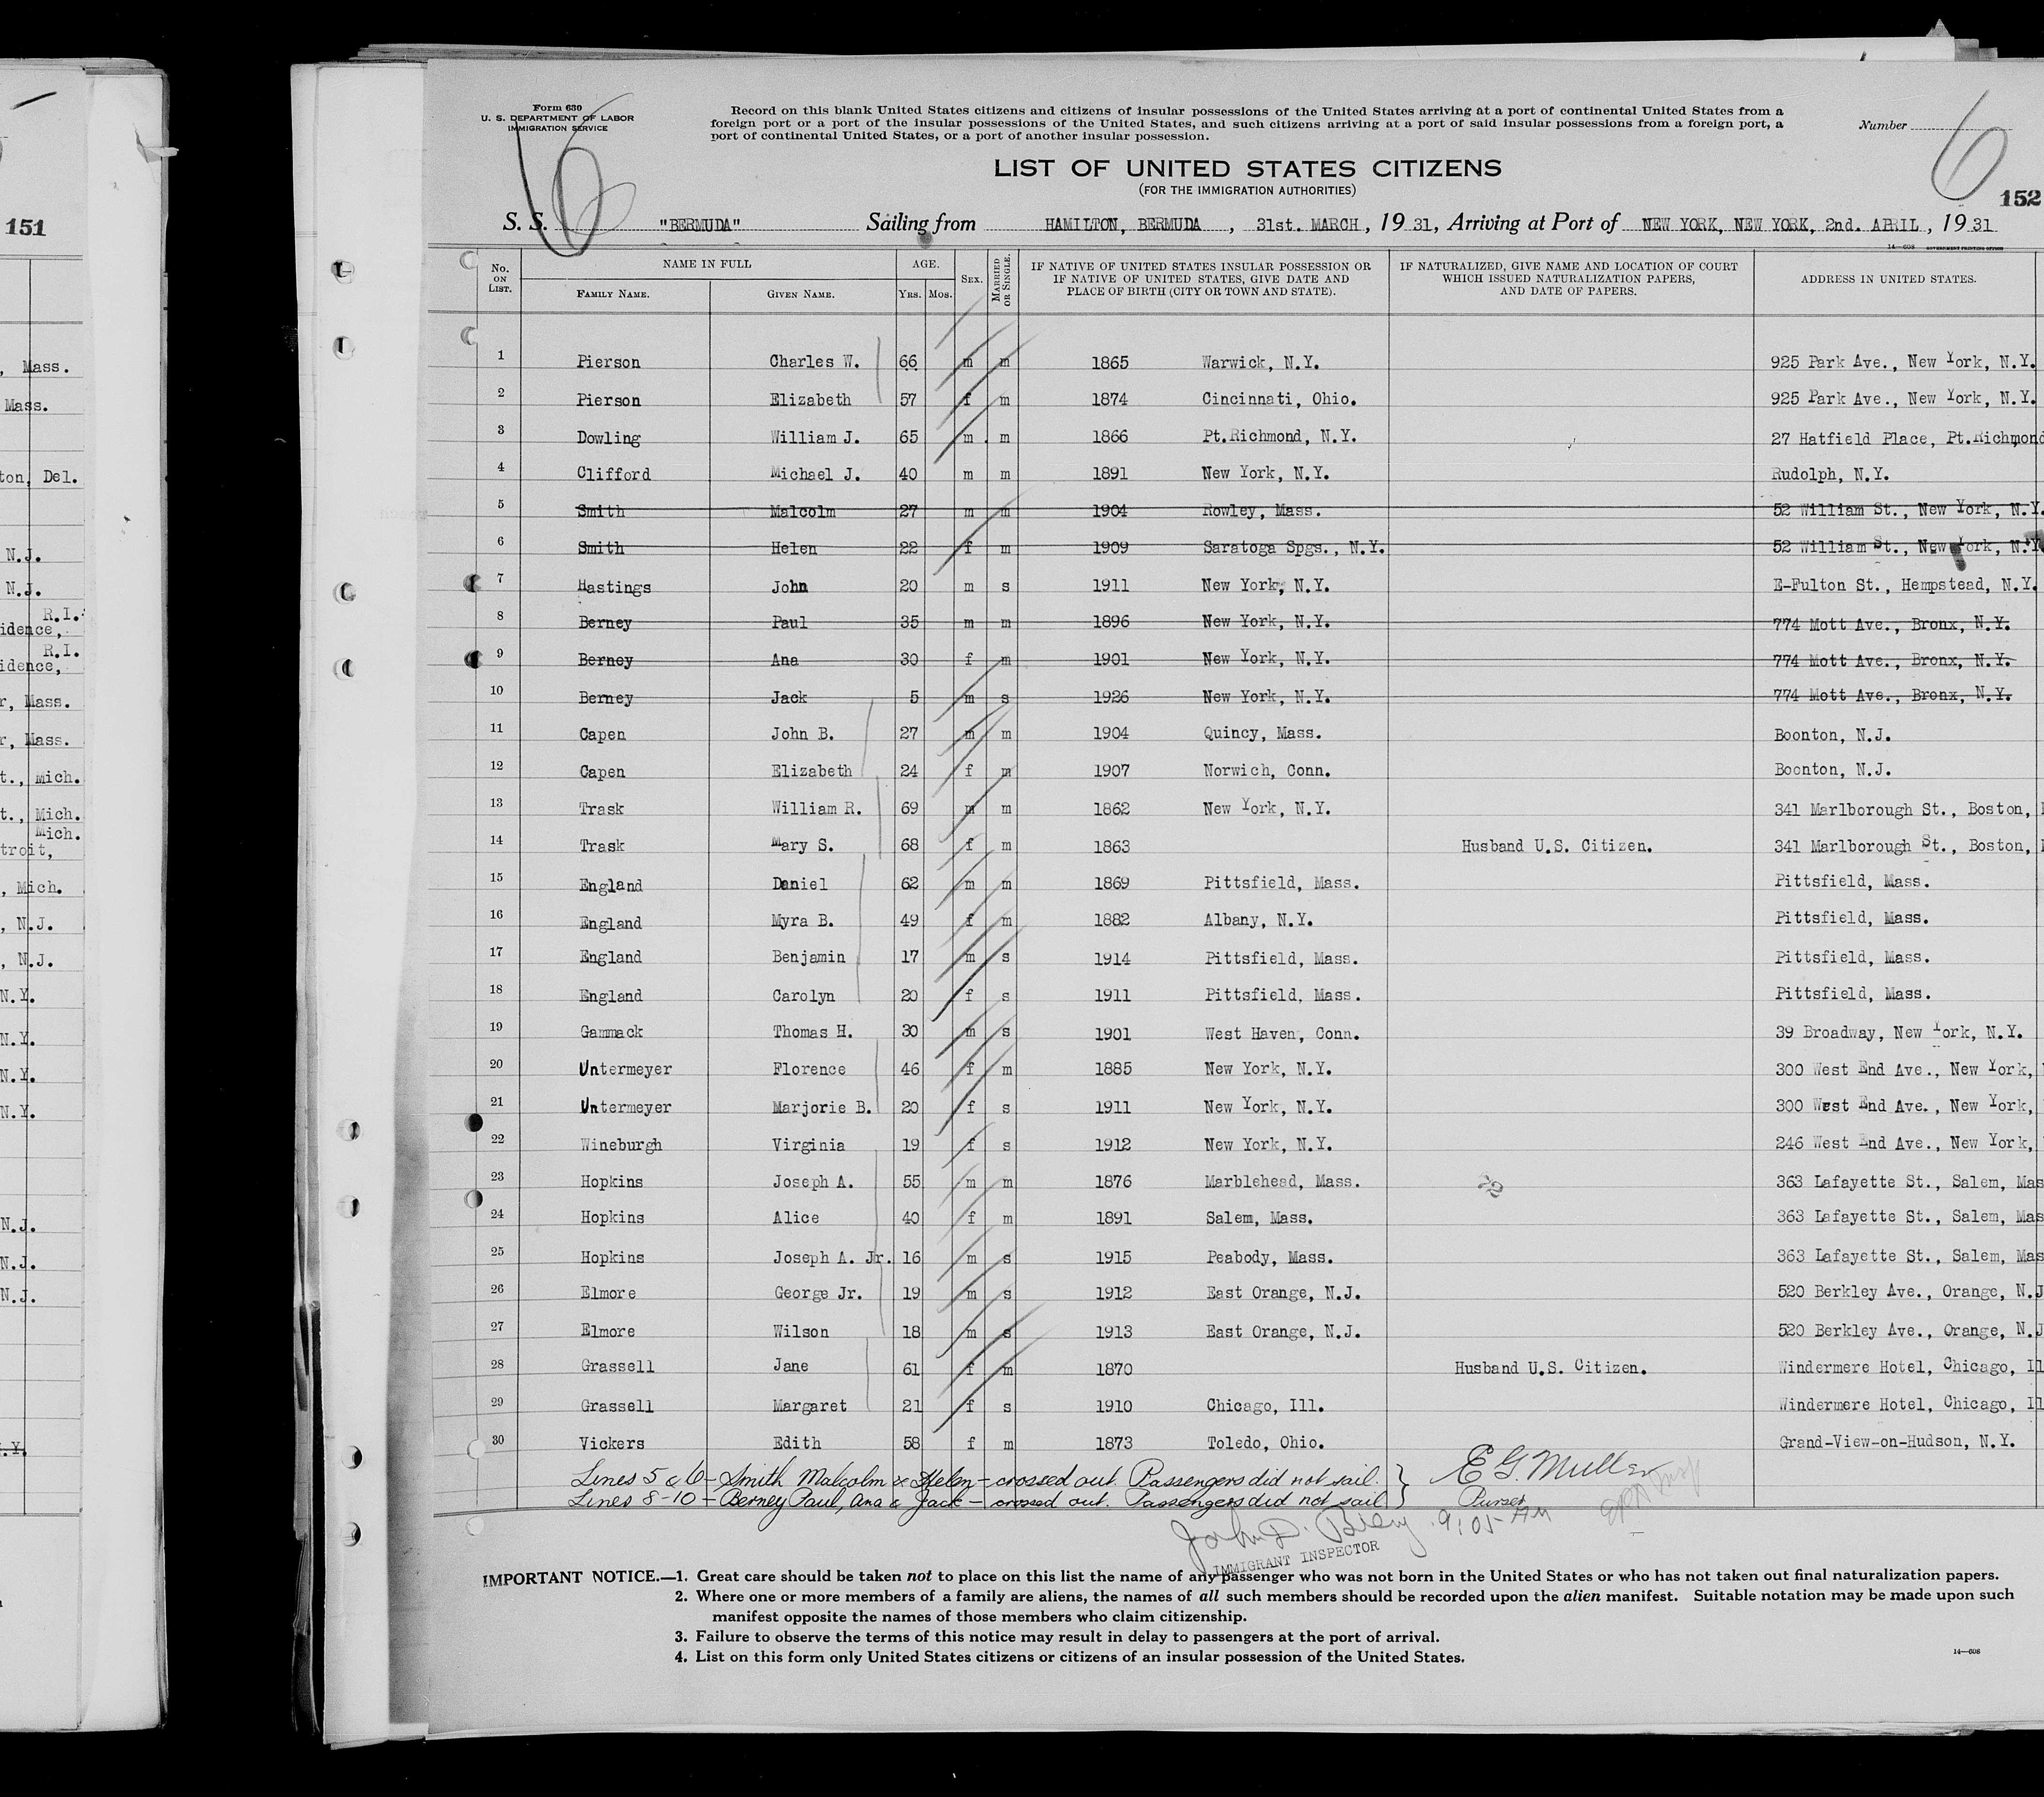 151
, Mass.
Mass.
ton, Del.
N.J.
N.J.
R.I.
idence,
R.I.
idence,
r, Mass.
r, Mass.
t., Mich.
t., Mich.
Mich.
troit,
, Mich.
, N.J.
, N.J.
N.Y.
N.Y.
N.Y.
N.Y.
N.J.
N.J.
N.J.
.Y.
Form 630
U. S. DEPARTMENT OF LABOR
IMMIGRATION SERVICE
6
Record on this blank United States citizens and citizens of insular possessions of the United States arriving at a port of continental United States from a
foreign port or a port of the insular possessions of the United States, and such citizens arriving at a port of said insular possessions from a foreign port, a
port of continental United States, or a port of another insular possession.
Number 6
LIST OF UNITED STATES CITIZENS
(FOR THE IMMIGRATION AUTHORITIES)
152
S. S. "BERMUDA" Sailing from HAMILTON, BERMUDA , 31st. MARCH , 19 31, Arriving at Port of NEW YORK, NEW YORK, 2nd. APRIL , 19 31
14—608 GOVERNMENT PRINTING OFFICE
No. ON LIST. NAME IN FULL AGE. SEX. MARRIED OR SINGLE. IF NATIVE OF UNITED STATES INSULAR POSSESSION OR IF NATIVE OF UNITED STATES, GIVE DATE AND PLACE OF BIRTH (CITY OR TOWN AND STATE). IF NATURALIZED, GIVE NAME AND LOCATION OF COURT WHICH ISSUED NATURALIZATION PAPERS, AND DATE OF PAPERS. ADDRESS IN UNITED STATES.
FAMILY NAME. GIVEN NAME. YRS. MOS.
1 Pierson Charles W. 66 m m 1865 Warwick, N.Y. 925 Park Ave., New York, N.Y.
2 Pierson Elizabeth 57 f m 1874 Cincinnati, Ohio. 925 Park Ave., New York, N.Y.
3 Dowling William J. 65 m m 1866 Pt.Richmond, N.Y. 27 Hatfield Place, Pt.Richmond
4 Clifford Michael J. 40 m m 1891 New York, N.Y. Rudolph, N.Y.
5 Smith Malcolm 27 m m 1904 Rowley, Mass. 52 William St., New York, N.Y.
6 Smith Helen 22 f m 1909 Saratoga Spgs., N.Y. 52 William St., New York, N.Y.
7 Hastings John 20 m s 1911 New York, N.Y. E-Fulton St., Hempstead, N.Y.
8 Berney Paul 35 m m 1896 New York, N.Y. 774 Mott Ave., Bronx, N.Y.
9 Berney Ana 30 f m 1901 New York, N.Y. 774 Mott Ave., Bronx, N.Y.
10 Berney Jack 5 m s 1926 New York, N.Y. 774 Mott Ave., Bronx, N.Y.
11 Capen John B. 27 m m 1904 Quincy, Mass. Boonton, N.J.
12 Capen Elizabeth 24 f m 1907 Norwich, Conn. Boonton, N.J.
13 Trask William R. 69 m m 1862 New York, N.Y. 341 Marlborough St., Boston,
14 Trask Mary S. 68 f m 1863 Husband U.S. Citizen. 341 Marlborough St., Boston,
15 England Daniel 62 m m 1869 Pittsfield, Mass. Pittsfield, Mass.
16 England Myra B. 49 f m 1882 Albany, N.Y. Pittsfield, Mass.
17 England Benjamin 17 m s 1914 Pittsfield, Mass. Pittsfield, Mass.
18 England Carolyn 20 f s 1911 Pittsfield, Mass. Pittsfield, Mass.
19 Gammack Thomas H. 30 m s 1901 West Haven, Conn. 39 Broadway, New York, N.Y.
20 Untermeyer Florence 46 f m 1885 New York, N.Y. 300 West End Ave., New York,
21 Untermeyer Marjorie B. 20 f s 1911 New York, N.Y. 300 West End Ave., New York,
22 Wineburgh Virginia 19 f s 1912 New York, N.Y. 246 West End Ave., New York,
23 Hopkins Joseph A. 55 m m 1876 Marblehead, Mass. 363 Lafayette St., Salem, Mas
24 Hopkins Alice 40 f m 1891 Salem, Mass. 363 Lafayette St., Salem, Mas
25 Hopkins Joseph A. Jr. 16 m s 1915 Peabody, Mass. 363 Lafayette St., Salem, Mas
26 Elmore George Jr. 19 m s 1912 East Orange, N.J. 520 Berkley Ave., Orange, N.J
27 Elmore Wilson 18 m s 1913 East Orange, N.J. 520 Berkley Ave., Orange, N.J
28 Grassell Jane 61 f m 1870 Husband U.S. Citizen. Windermere Hotel, Chicago, Il
29 Grassell Margaret 21 f s 1910 Chicago, Ill. Windermere Hotel, Chicago, Il
30 Vickers Edith 58 f m 1873 Toledo, Ohio. Grand-View-on-Hudson, N.Y.
Lines 5 & 6 - Smith Malcolm & Helen - crossed out. Passengers did not sail. } E G. Muller
Lines 8-10 - Berney Paul, Ana & Jack - crossed out. Passengers did not sail } Purser
John D. 9:05 AM
IMMIGRANT INSPECTOR
IMPORTANT NOTICE.—1. Great care should be taken not to place on this list the name of any passenger who was not born in the United States or who has not taken out final naturalization papers.
2. Where one or more members of a family are aliens, the names of all such members should be recorded upon the alien manifest. Suitable notation may be made upon such
manifest opposite the names of those members who claim citizenship.
3. Failure to observe the terms of this notice may result in delay to passengers at the port of arrival.
4. List on this form only United States citizens or citizens of an insular possession of the United States.
14—608